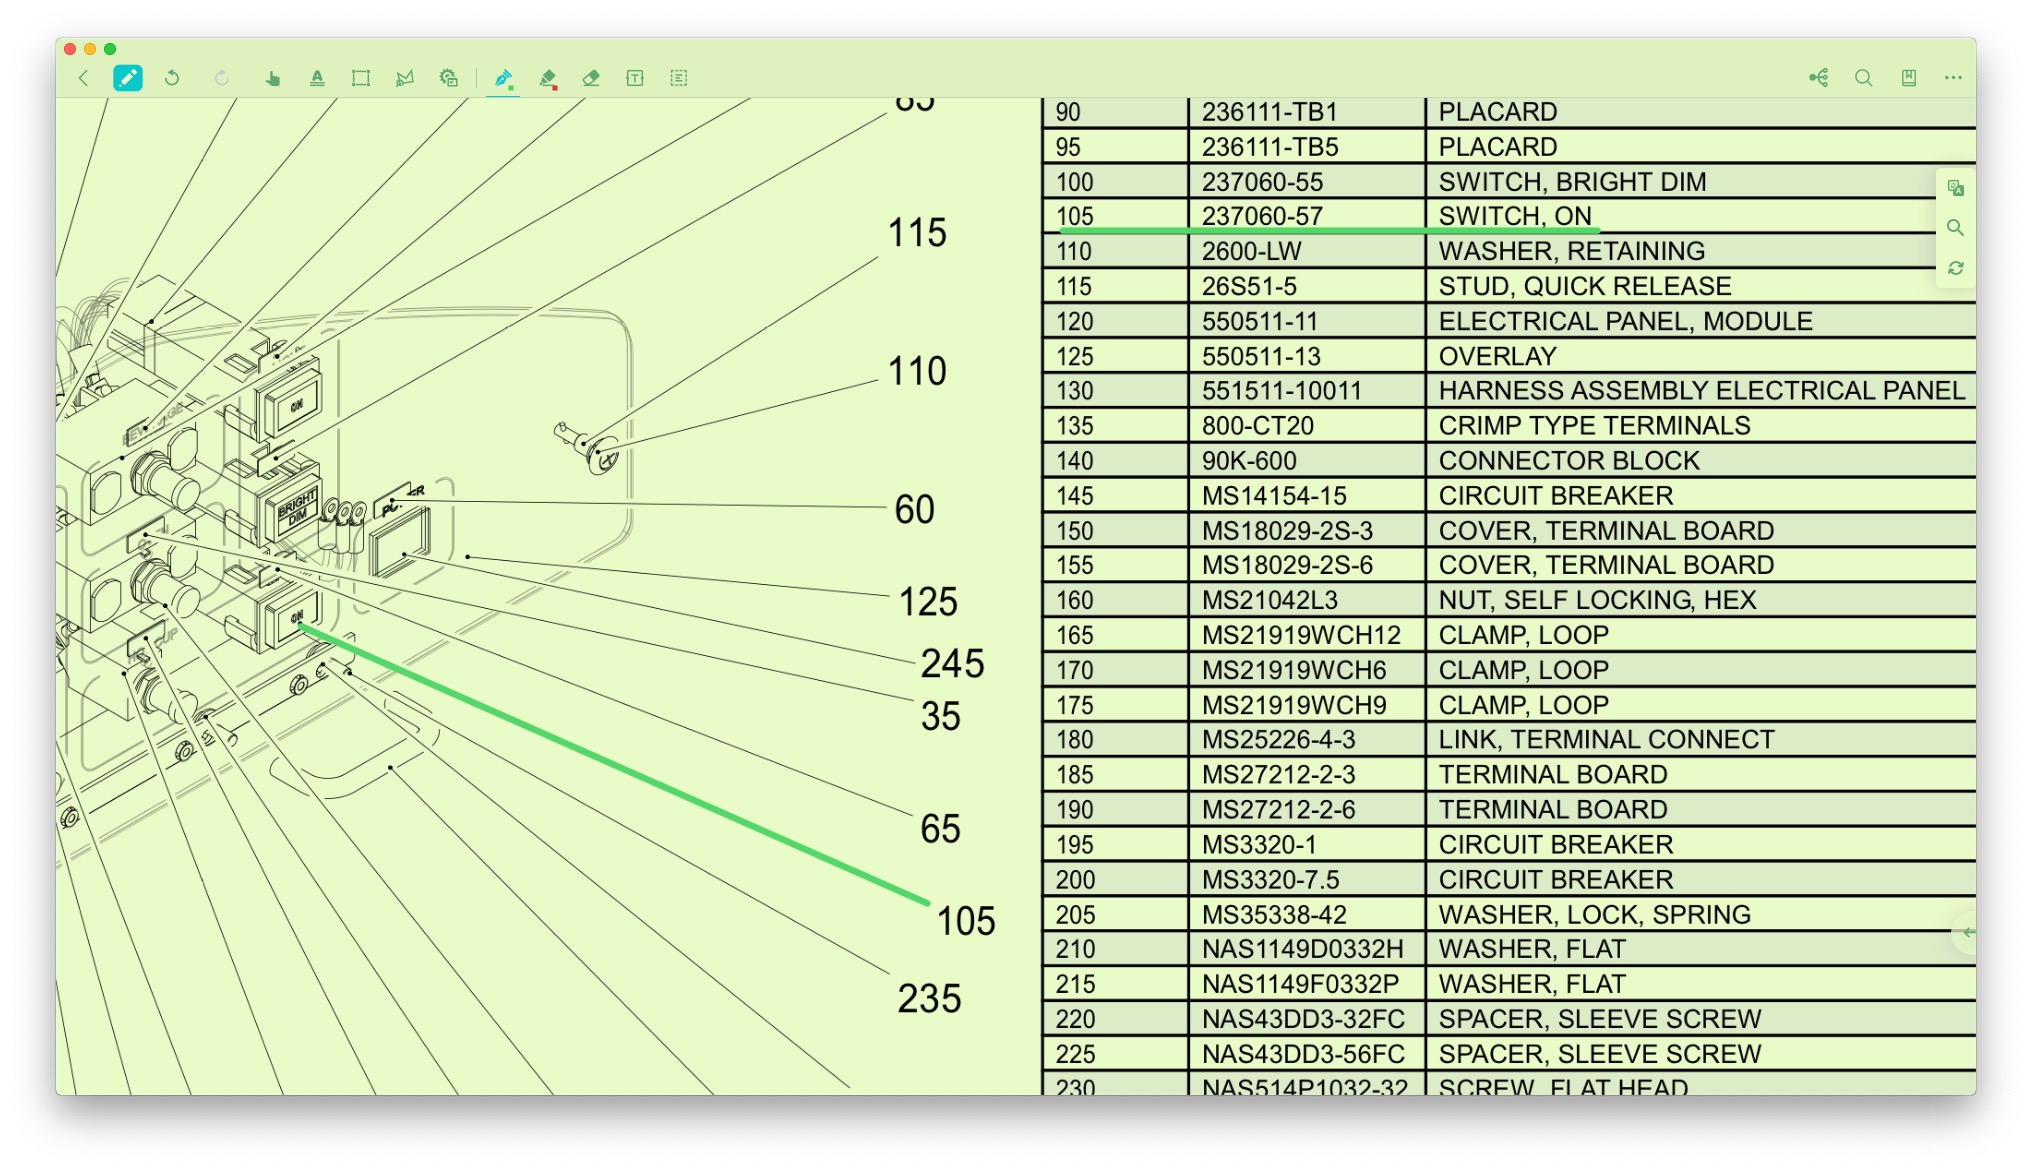 85
115
110
60
125
245
35
65
105
235
ON
BRIGHT
DIM
ON
90 236111-TB1 PLACARD
95 236111-TB5 PLACARD
100 237060-55 SWITCH, BRIGHT DIM
105 237060-57 SWITCH, ON
110 2600-LW WASHER, RETAINING
115 26S51-5 STUD, QUICK RELEASE
120 550511-11 ELECTRICAL PANEL, MODULE
125 550511-13 OVERLAY
130 551511-10011 HARNESS ASSEMBLY ELECTRICAL PANEL
135 800-CT20 CRIMP TYPE TERMINALS
140 90K-600 CONNECTOR BLOCK
145 MS14154-15 CIRCUIT BREAKER
150 MS18029-2S-3 COVER, TERMINAL BOARD
155 MS18029-2S-6 COVER, TERMINAL BOARD
160 MS21042L3 NUT, SELF LOCKING, HEX
165 MS21919WCH12 CLAMP, LOOP
170 MS21919WCH6 CLAMP, LOOP
175 MS21919WCH9 CLAMP, LOOP
180 MS25226-4-3 LINK, TERMINAL CONNECT
185 MS27212-2-3 TERMINAL BOARD
190 MS27212-2-6 TERMINAL BOARD
195 MS3320-1 CIRCUIT BREAKER
200 MS3320-7.5 CIRCUIT BREAKER
205 MS35338-42 WASHER, LOCK, SPRING
210 NAS1149D0332H WASHER, FLAT
215 NAS1149F0332P WASHER, FLAT
220 NAS43DD3-32FC SPACER, SLEEVE SCREW
225 NAS43DD3-56FC SPACER, SLEEVE SCREW
230 NAS514P1032-32 SCREW, FLAT HEAD